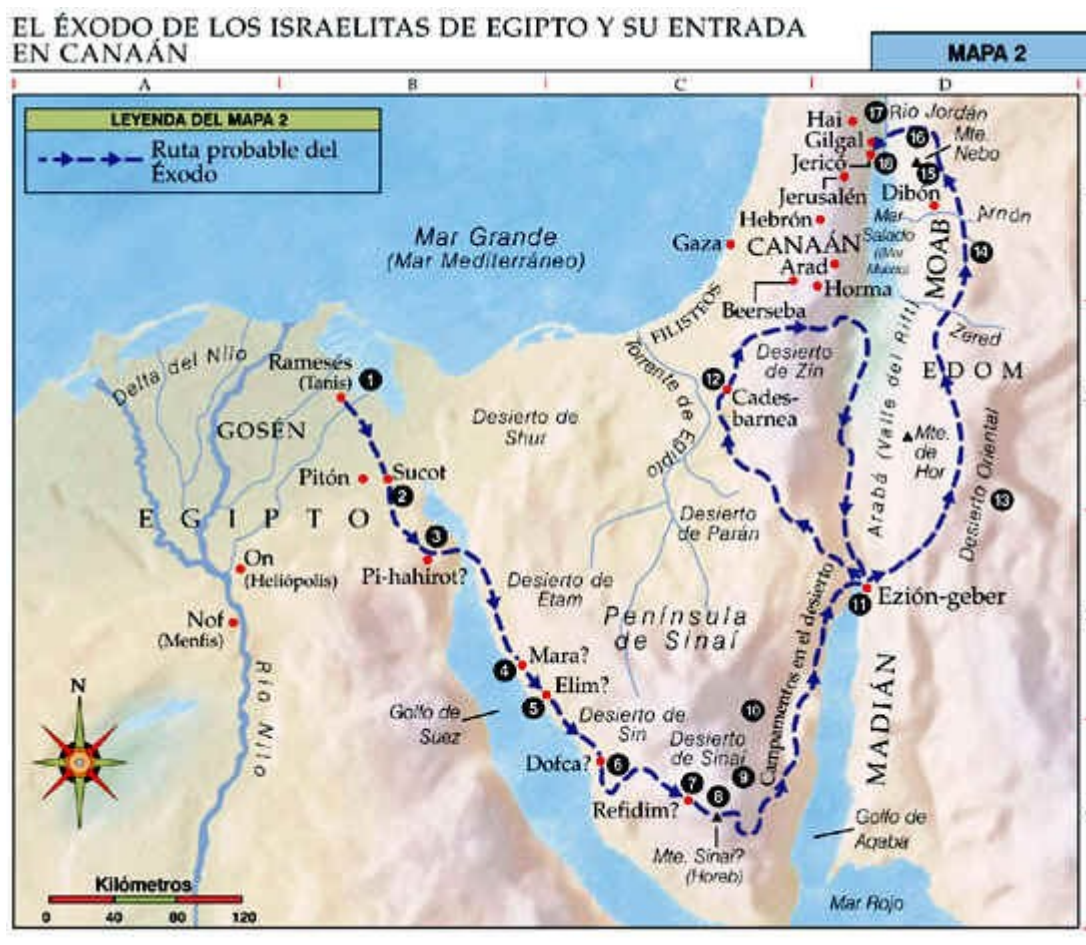 EL ÉXODO DE LOS ISRAELITAS DE EGIPTO Y SU ENTRADA
EN CANAÁN
MAPA 2
A
B
C
D
LEYENDA DEL MAPA 2
Ruta probable del
Éxodo
Hai
17
Río Jordán
Gilgal
16
Mte.
Nebo
Jericó
18
15
Jerusalén
Dibón
Hebrón
Mar
Salado
Arnón
Mar Grande
(Mar Mediterráneo)
Gaza
CANAÁN
MOAB
14
Arad
Beerseba
Horma
FILISTEOS
Zered
Delta del Nilo
Ramesés
(Tanis)
1
Torrente de
Egipto
Desierto
de Zin
12
Cades-
barnea
EDOM
GOSÉN
Desierto de
Shur
Arabá (Valle del Rift)
Mte.
de
Hor
Pitón
Sucot
2
Desierto Oriental
13
EGIPTO
3
Desierto
de Parán
On
(Heliópolis)
Pi-hahirot?
Desierto de
Etam
Ezión-geber
11
Nof
(Menfis)
Península
de Sinaí
Campamentos en el desierto
Mara?
4
N
Río Nilo
Elim?
5
Golfo de
Suez
Desierto de
Sin
10
Desierto
de Sinaí
MADIÁN
Dofca?
6
7
8
9
Refidim?
Mte. Sinaí?
(Horeb)
Golfo de
Aqaba
Kilómetros
0 40 80 120
Mar Rojo